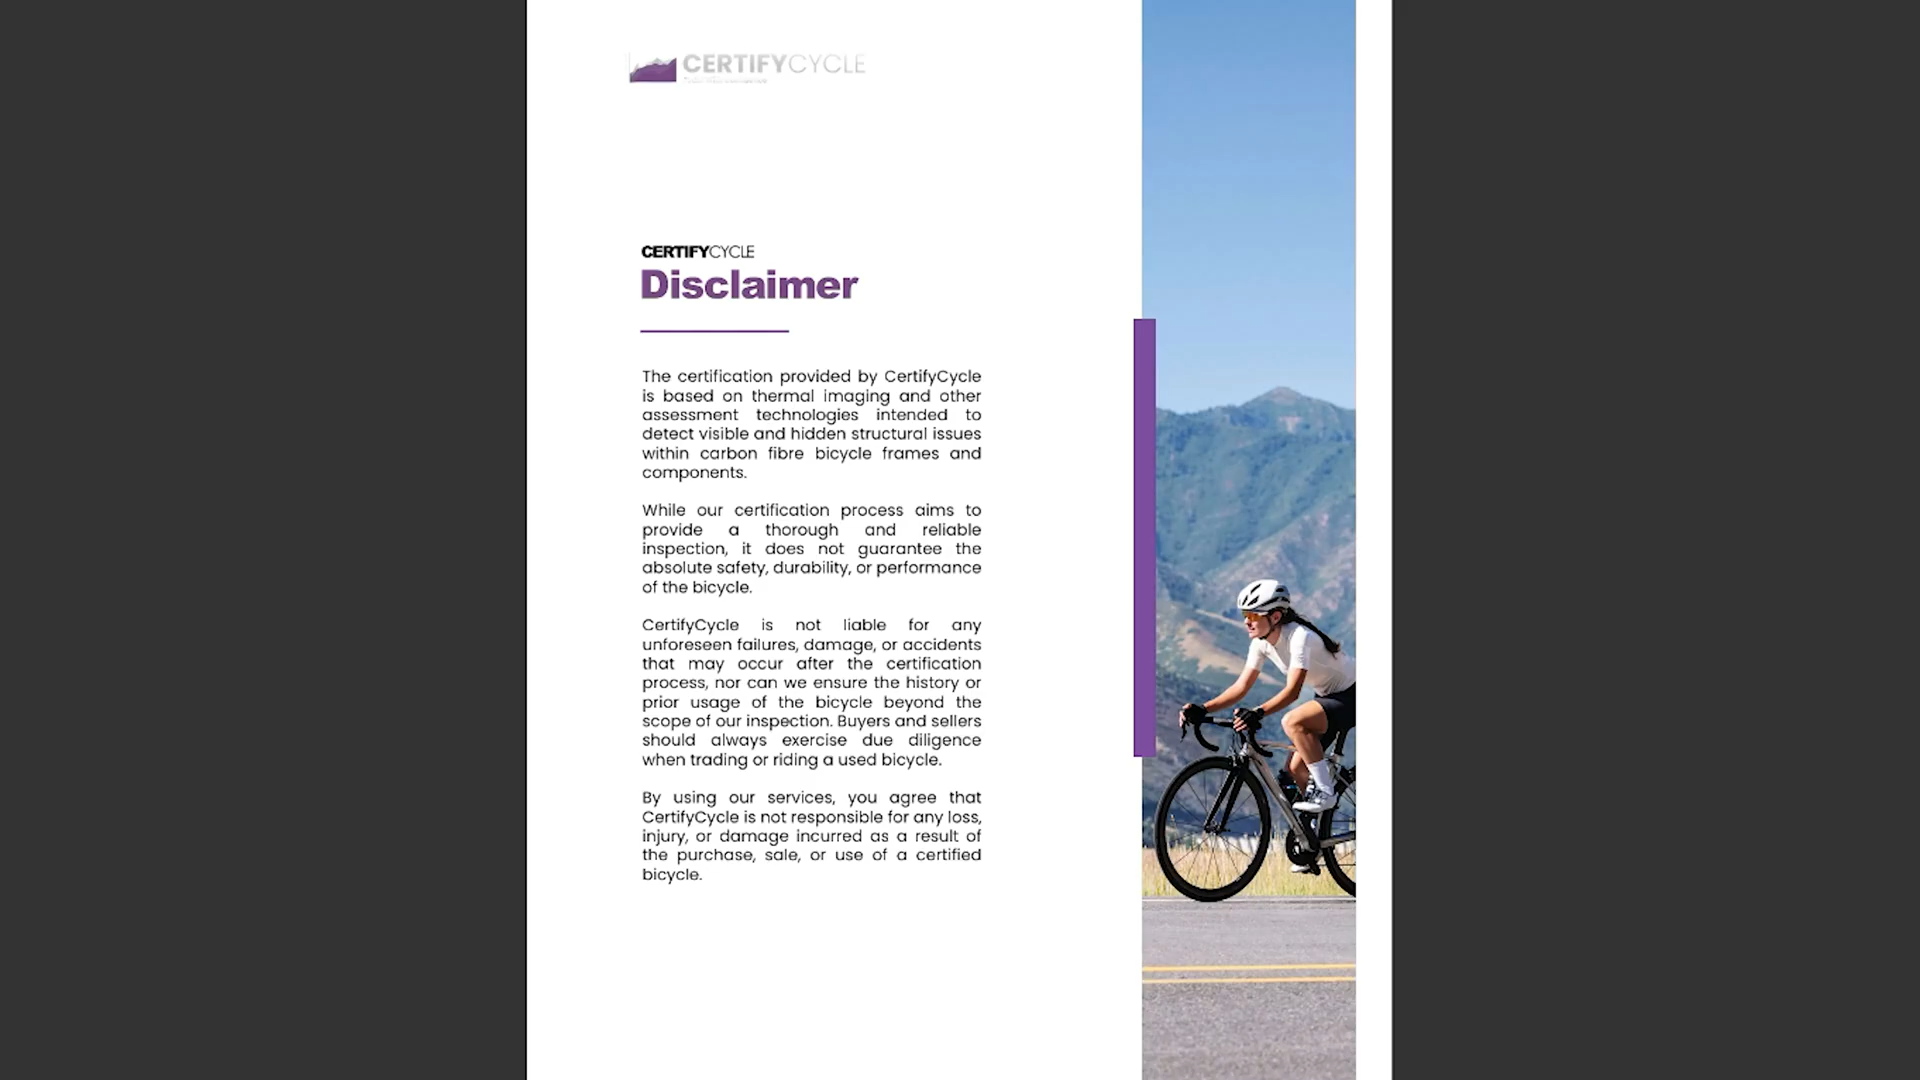 CERTIFYCYCLE
CERTIFYCYCLE
Disclaimer
The certification provided by CertifyCycle
is based on thermal imaging and other
assessment technologies intended to
detect visible and hidden structural issues
within carbon fibre bicycle frames and
components.
While our certification process aims to
provide a thorough and reliable
inspection, it does not guarantee the
absolute safety, durability, or performance
of the bicycle.
CertifyCycle is not liable for any
unforeseen failures, damage, or accidents
that may occur after the certification
process, nor can we ensure the history or
prior usage of the bicycle beyond the
scope of our inspection. Buyers and sellers
should always exercise due diligence
when trading or riding a used bicycle.
By using our services, you agree that
CertifyCycle is not responsible for any loss,
injury, or damage incurred as a result of
the purchase, sale, or use of a certified
bicycle.